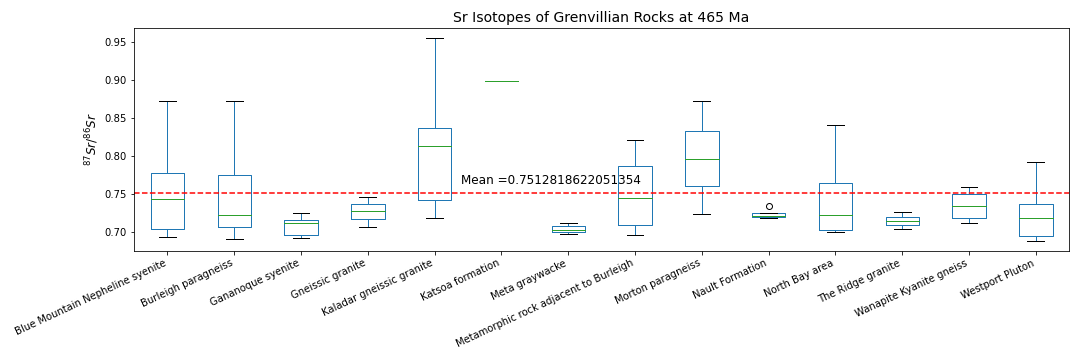 Sr Isotopes of Grenvillian Rocks at 465 Ma
0.95
0.90
0.85
0.80
0.75
0.70
⁸⁷Sr/⁸⁶Sr
Mean =0.7512818622051354
Blue Mountain Nepheline syenite
Burleigh paragneiss
Gananoque syenite
Gneissic granite
Kaladar gneissic granite
Katsoa formation
Meta graywacke
Metamorphic rock adjacent to Burleigh
Morton paragneiss
Nault Formation
North Bay area
The Ridge granite
Wanapite Kyanite gneiss
Westport Pluton